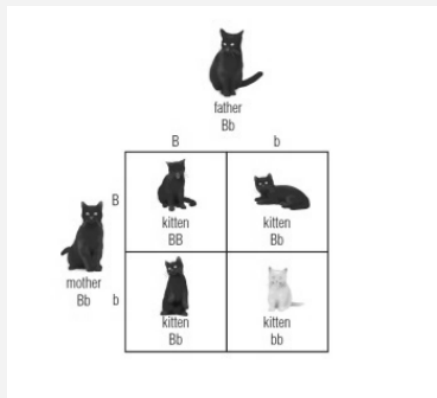 father
Bb
B b
B
kitten kitten
BB Bb
mother
Bb b
kitten kitten
Bb bb